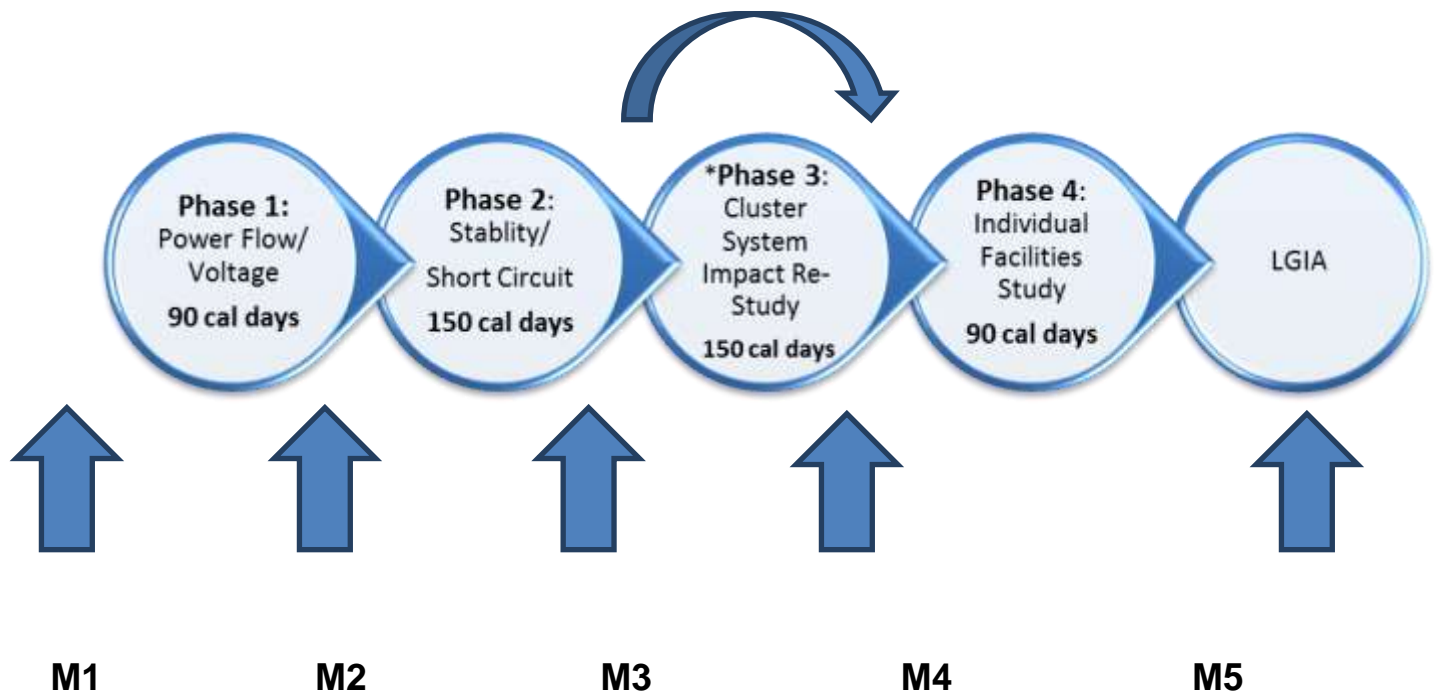 Phase 1:
Power Flow/
Voltage
90 cal days
Phase 2:
Stablity/
Short Circuit
150 cal days
*Phase 3:
Cluster
System
Impact Re-
Study
150 cal days
Phase 4:
Individual
Facilities
Study
90 cal days
LGIA
M1
M2
M3
M4
M5